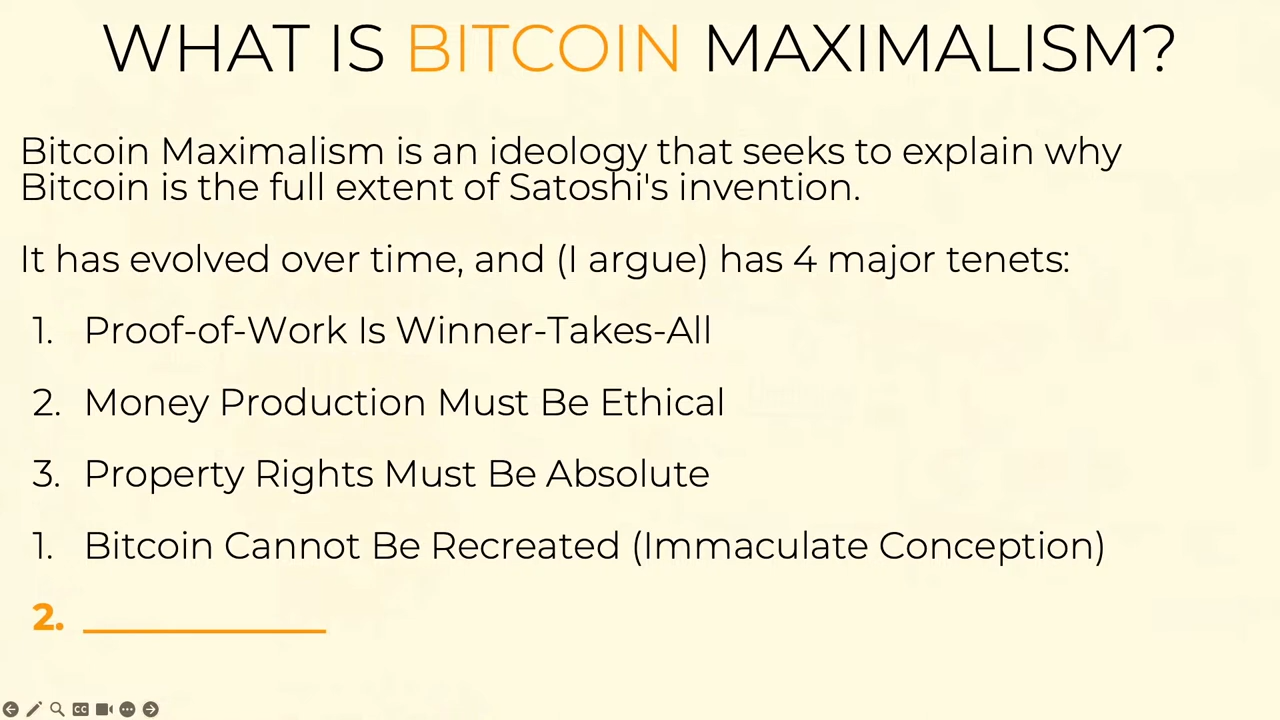 WHAT IS BITCOIN MAXIMALISM?
Bitcoin Maximalism is an ideology that seeks to explain why
Bitcoin is the full extent of Satoshi's invention.
It has evolved over time, and (I argue) has 4 major tenets:
1. Proof-of-Work Is Winner-Takes-All
2. Money Production Must Be Ethical
3. Property Rights Must Be Absolute
1. Bitcoin Cannot Be Recreated (Immaculate Conception)
2. ____________
CC